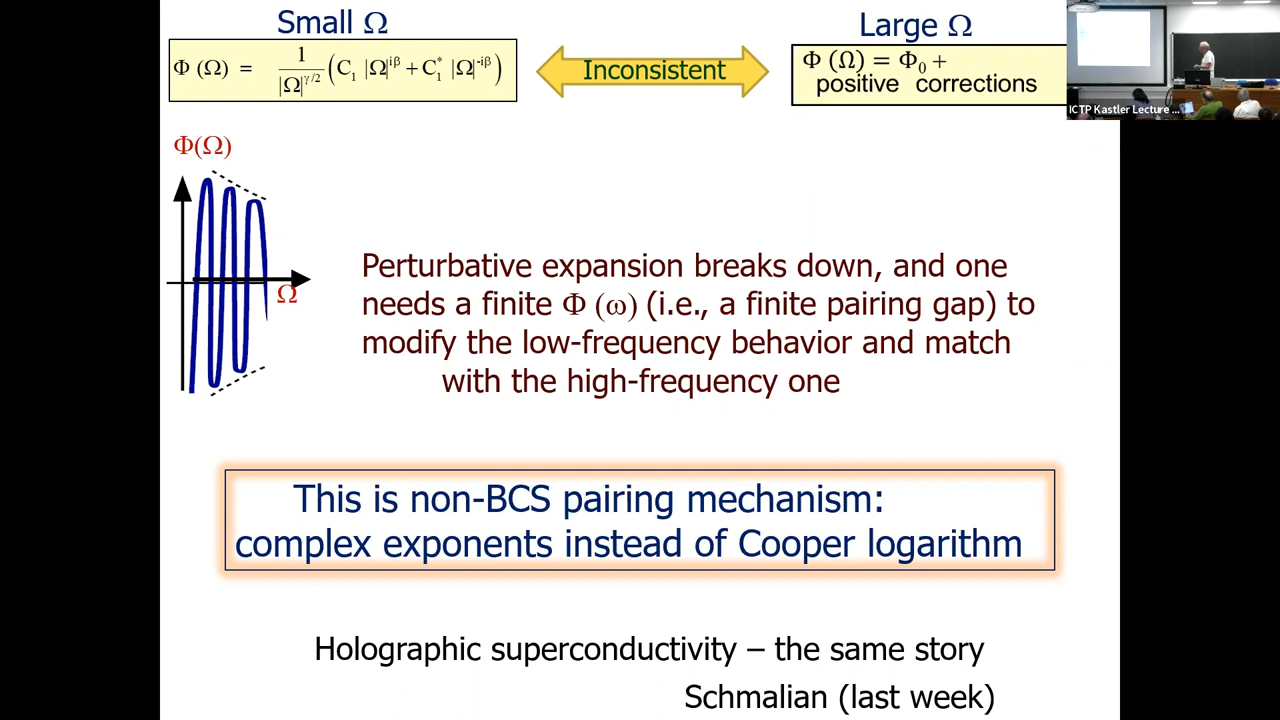 Small Ω
Φ (Ω) = 1/|Ω|^{γ/2} (C₁ |Ω|^{iβ} + C₁* |Ω|^{-iβ})
Inconsistent
Large Ω
Φ (Ω) = Φ₀ +
positive corrections
ICTP Kastler Lecture ...
Φ(Ω)
Ω
Perturbative expansion breaks down, and one
needs a finite Φ (ω) (i.e., a finite pairing gap) to
modify the low-frequency behavior and match
with the high-frequency one
This is non-BCS pairing mechanism:
complex exponents instead of Cooper logarithm
Holographic superconductivity – the same story
Schmalian (last week)